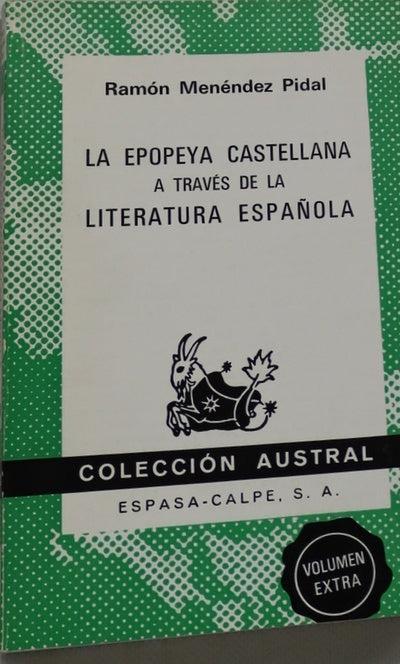 Ramón Menéndez Pidal
LA EPOPEYA CASTELLANA
A TRAVÉS DE LA
LITERATURA ESPAÑOLA
COLECCIÓN AUSTRAL
ESPASA-CALPE, S. A.
VOLUMEN
EXTRA